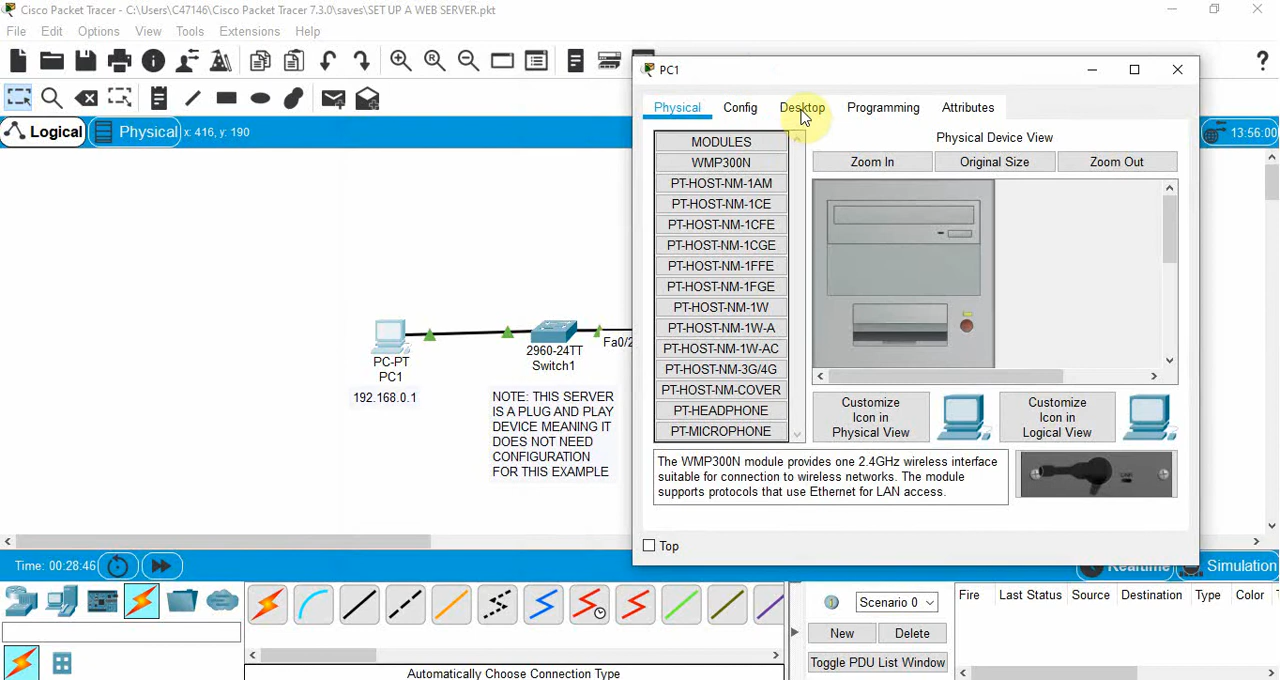 Cisco Packet Tracer - C:\Users\C47146\Cisco Packet Tracer 7.3.0\saves\SET UP A WEB SERVER.pkt
File Edit Options View Tools Extensions Help
?
Logical
Physical x: 416, y: 190
13:56:00
PC1
Physical Config Desktop Programming Attributes
MODULES
WMP300N
PT-HOST-NM-1AM
PT-HOST-NM-1CE
PT-HOST-NM-1CFE
PT-HOST-NM-1CGE
PT-HOST-NM-1FFE
PT-HOST-NM-1FGE
PT-HOST-NM-1W
PT-HOST-NM-1W-A
PT-HOST-NM-1W-AC
PT-HOST-NM-3G/4G
PT-HOST-NM-COVER
PT-HEADPHONE
PT-MICROPHONE
Physical Device View
Zoom In Original Size Zoom Out
Customize
Icon in
Physical View
Customize
Icon in
Logical View
The WMP300N module provides one 2.4GHz wireless interface
suitable for connection to wireless networks. The module
supports protocols that use Ethernet for LAN access.
Top
PC-PT
PC1
192.168.0.1
2960-24TT
Switch1
Fa0/2
NOTE: THIS SERVER
IS A PLUG AND PLAY
DEVICE MEANING IT
DOES NOT NEED
CONFIGURATION
FOR THIS EXAMPLE
Time: 00:28:46
Realtime
Simulation
Scenario 0
New Delete
Toggle PDU List Window
Fire Last Status Source Destination Type Color
Automatically Choose Connection Type